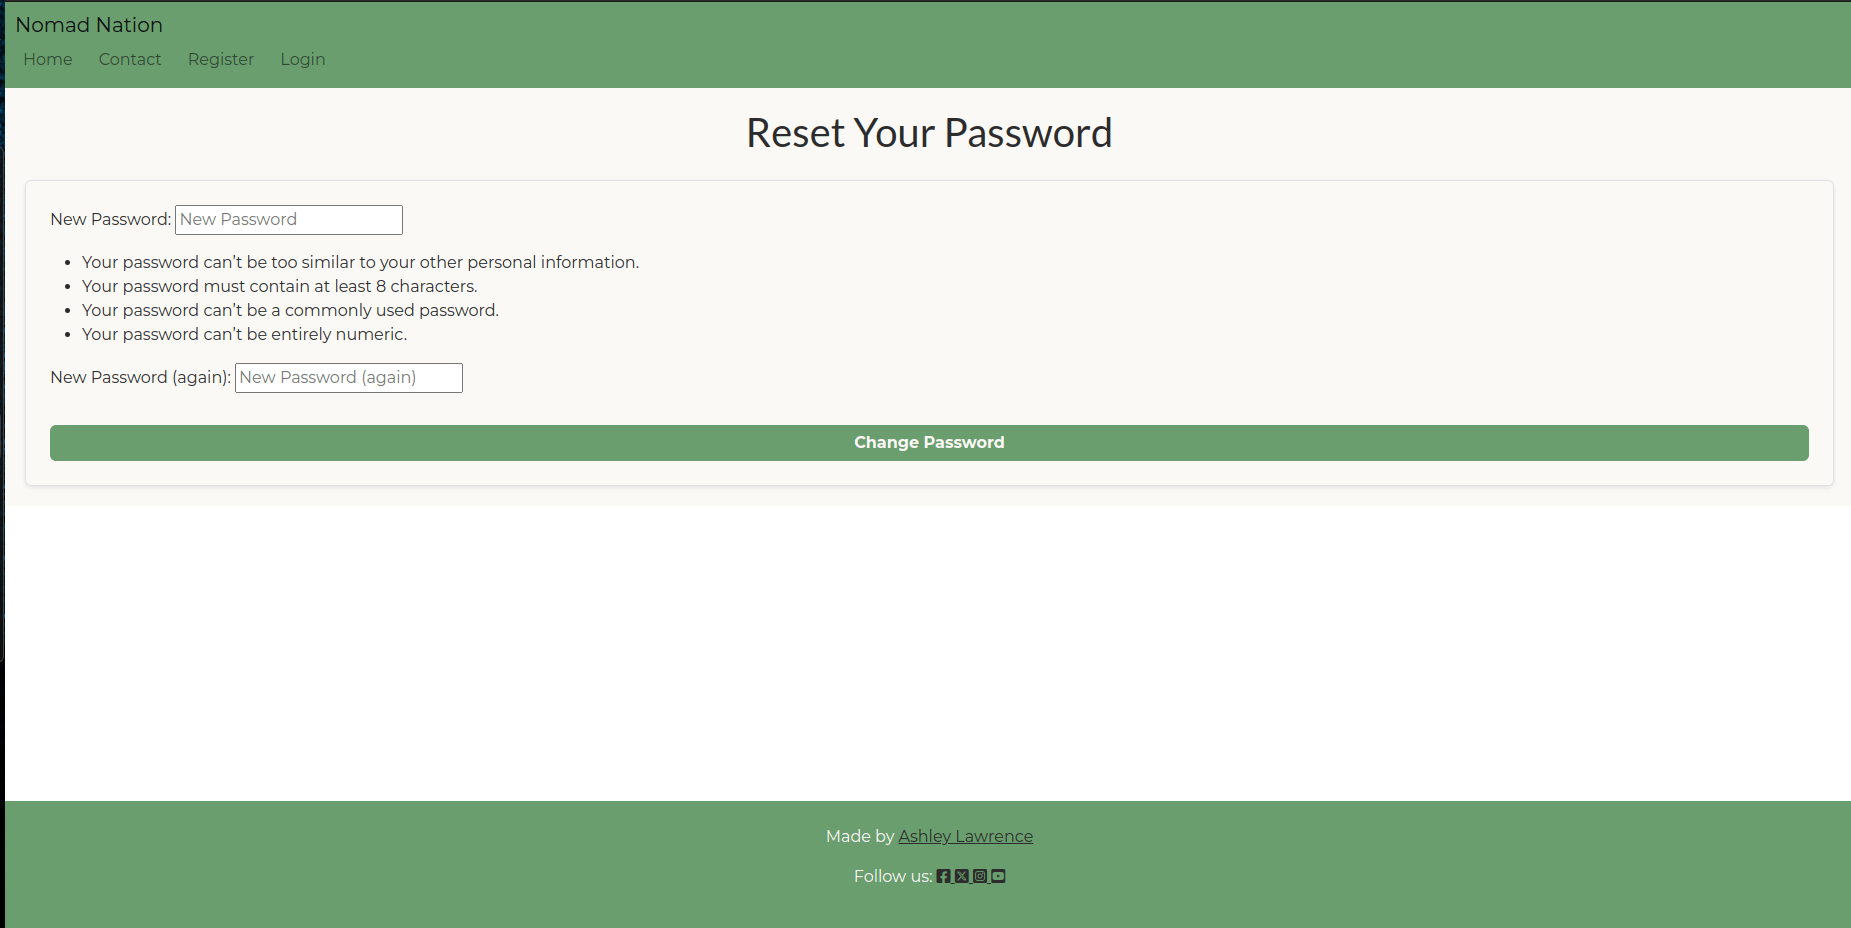 Nomad Nation
Home Contact Register Login
Reset Your Password
New Password: New Password
• Your password can’t be too similar to your other personal information.
• Your password must contain at least 8 characters.
• Your password can’t be a commonly used password.
• Your password can’t be entirely numeric.
New Password (again): New Password (again)
Change Password
Made by Ashley Lawrence
Follow us: